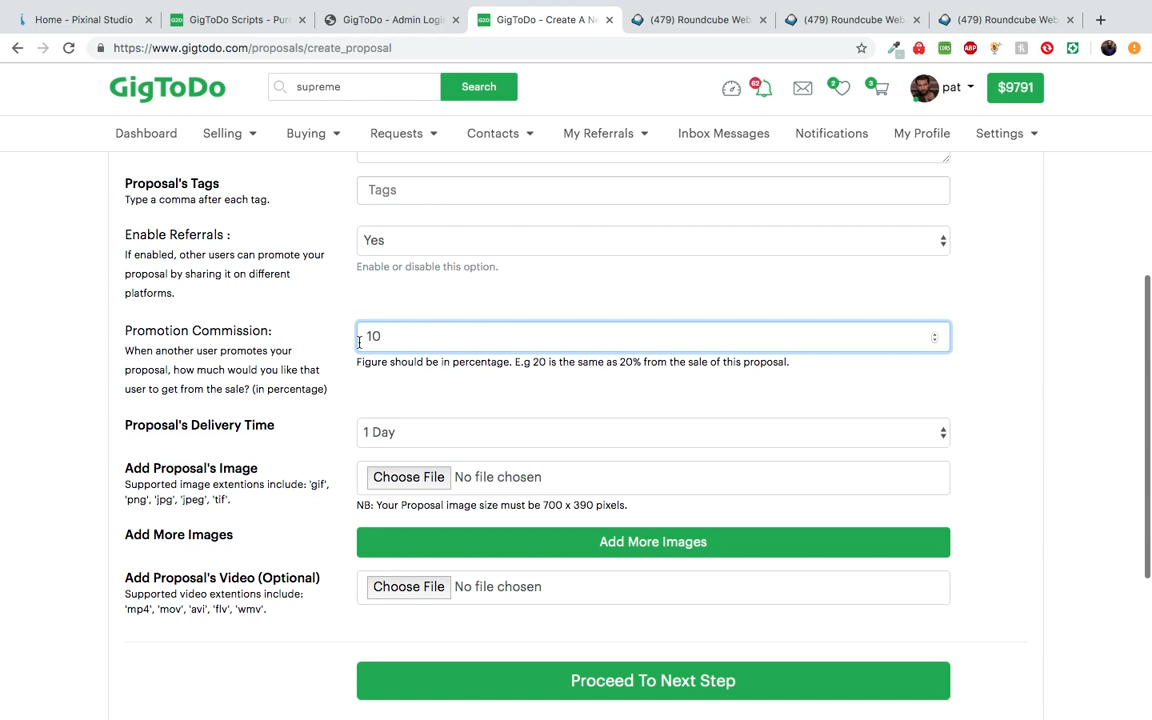 Home - Pixinal Studio
GigToDo Scripts - Pur
GigToDo - Admin Login
GigToDo - Create A Ne
(479) Roundcube Web
(479) Roundcube Web
(479) Roundcube Web
https://www.gigtodo.com/proposals/create_proposal
GigToDo
supreme
Search
62
2
3
pat
$9791
Dashboard
Selling
Buying
Requests
Contacts
My Referrals
Inbox Messages
Notifications
My Profile
Settings
Proposal's Tags
Type a comma after each tag.
Tags
Enable Referrals :
If enabled, other users can promote your
proposal by sharing it on different
platforms.
Yes
Enable or disable this option.
Promotion Commission:
When another user promotes your
proposal, how much would you like that
user to get from the sale? (in percentage)
10
Figure should be in percentage. E.g 20 is the same as 20% from the sale of this proposal.
Proposal's Delivery Time
1 Day
Add Proposal's Image
Supported image extentions include: 'gif',
'png', 'jpg', 'jpeg', 'tif'.
Choose File No file chosen
NB: Your Proposal image size must be 700 x 390 pixels.
Add More Images
Add More Images
Add Proposal's Video (Optional)
Supported video extentions include:
'mp4', 'mov', 'avi', 'flv', 'wmv'.
Choose File No file chosen
Proceed To Next Step